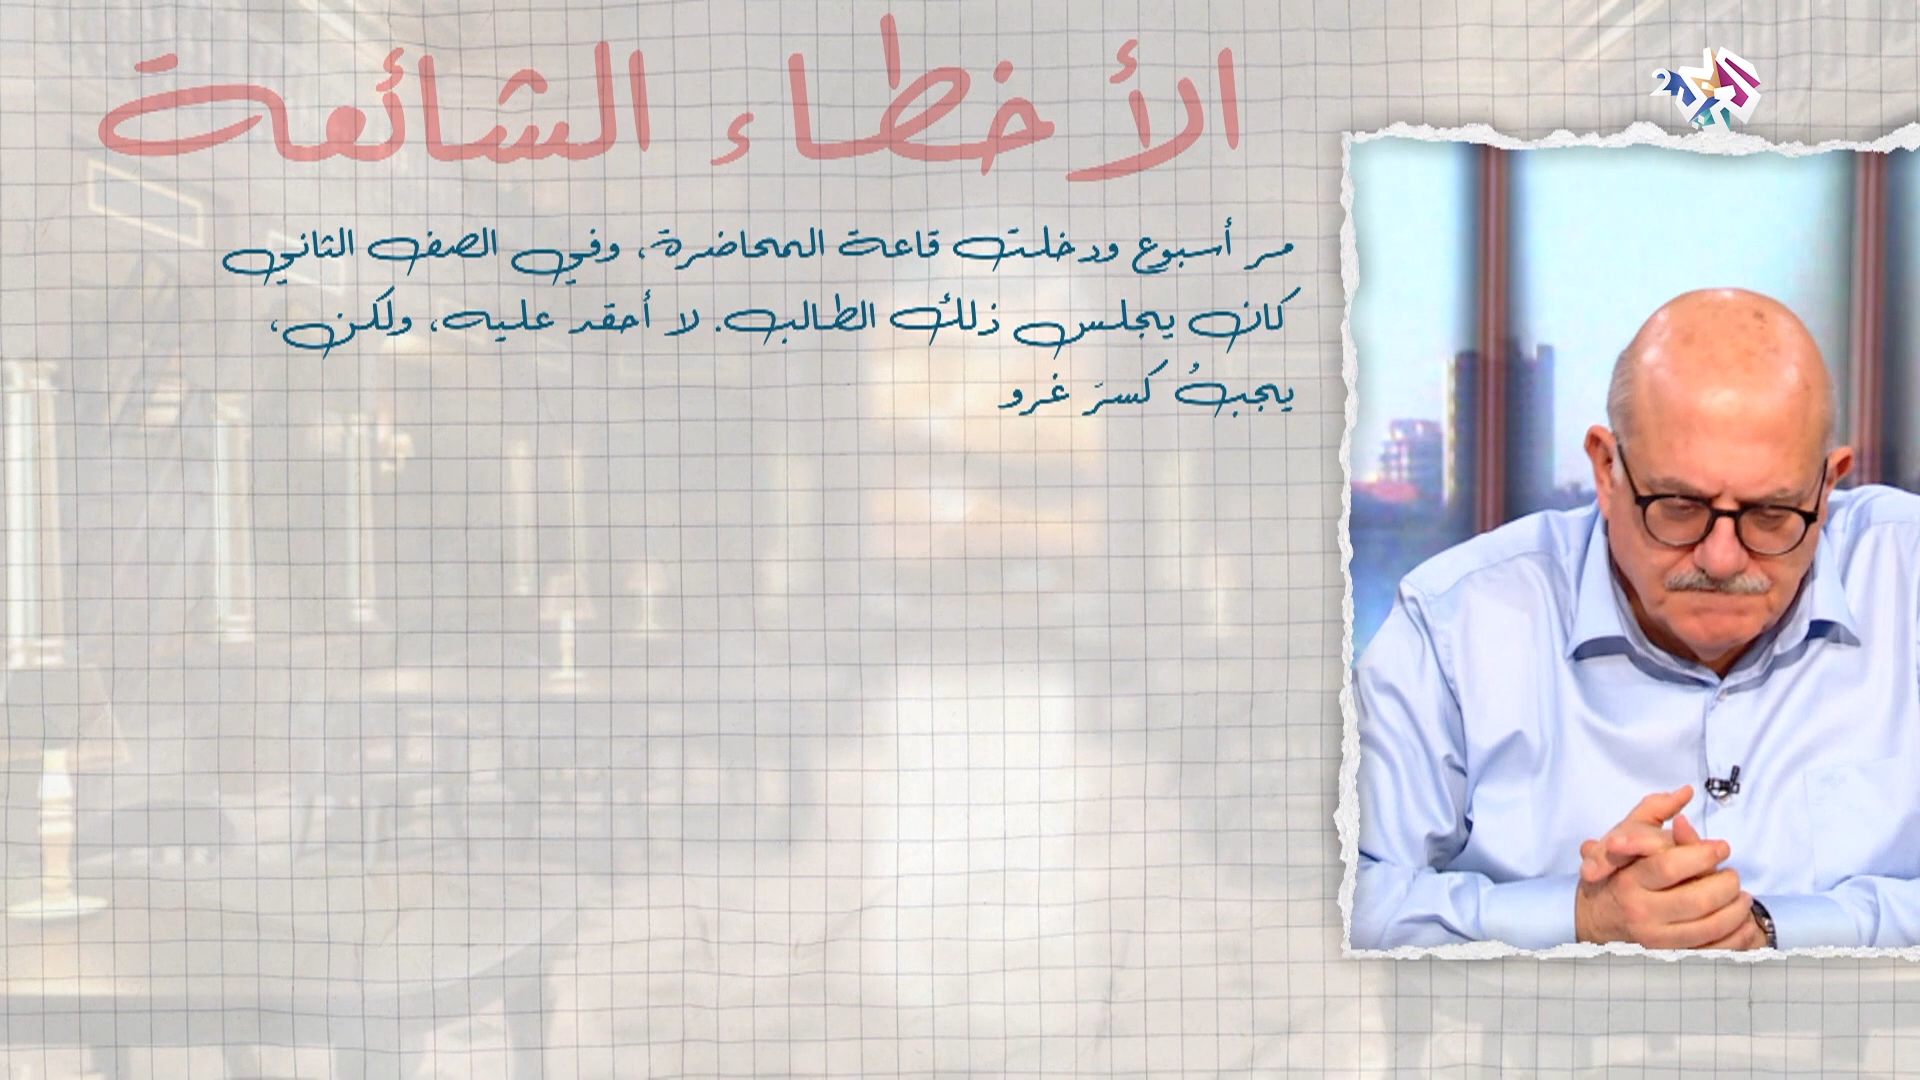 الأخطاء الشائعة
مر أسبوع ودخلت قاعة المحاضرة، وفي الصف الثاني
كان يجلس ذلك الطالب. لا أحقد عليه، ولكن،
يجبُ كسرَ غرو